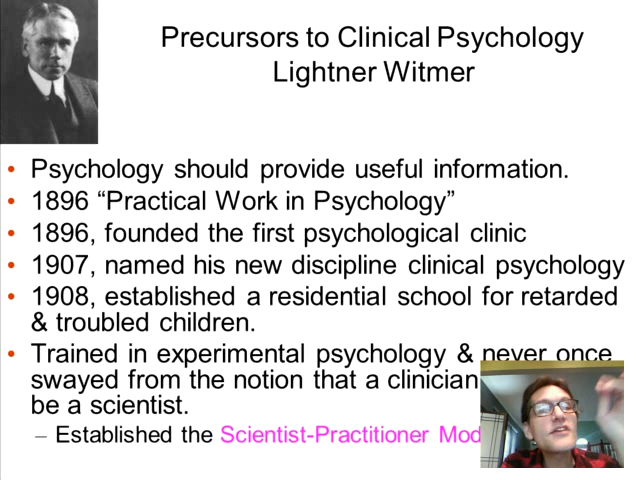 Precursors to Clinical Psychology
Lightner Witmer
• Psychology should provide useful information.
• 1896 “Practical Work in Psychology”
• 1896, founded the first psychological clinic
• 1907, named his new discipline clinical psychology
• 1908, established a residential school for retarded
& troubled children.
• Trained in experimental psychology & never once
swayed from the notion that a clinician
be a scientist.
– Established the Scientist-Practitioner